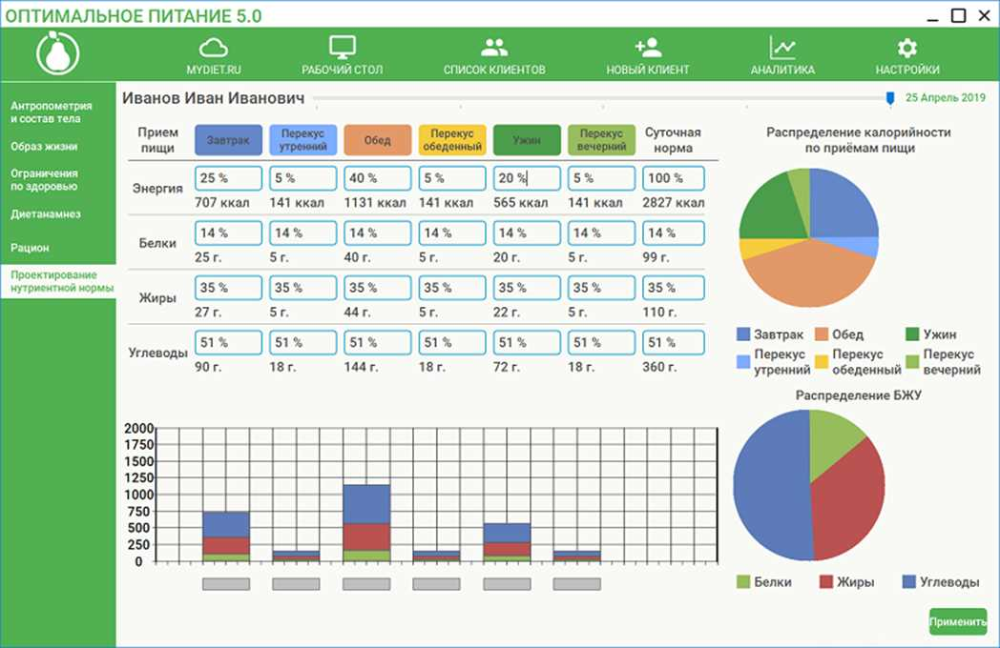 ОПТИМАЛЬНОЕ ПИТАНИЕ 5.0
MYDIET.RU
РАБОЧИЙ СТОЛ
СПИСОК КЛИЕНТОВ
НОВЫЙ КЛИЕНТ
АНАЛИТИКА
НАСТРОЙКИ
Антропометрия
и состав тела
Образ жизни
Ограничения
по здоровью
Диетанамнез
Рацион
Проектирование
нутриентной нормы
Иванов Иван Иванович
25 Апрель 2019
Прием
пищи
Завтрак
Перекус
утренний
Обед
Перекус
обеденный
Ужин
Перекус
вечерний
Суточная
норма
Энергия
25 % 5 % 40 % 5 % 20 % 5 % 100 %
707 ккал 141 ккал 1131 ккал 141 ккал 565 ккал 141 ккал 2827 ккал
Белки
14 % 14 % 14 % 14 % 14 % 14 % 14 %
25 г. 5 г. 40 г. 5 г. 20 г. 5 г. 99 г.
Жиры
35 % 35 % 35 % 35 % 35 % 35 % 35 %
27 г. 5 г. 44 г. 5 г. 22 г. 5 г. 110 г.
Углеводы
51 % 51 % 51 % 51 % 51 % 51 % 51 %
90 г. 18 г. 144 г. 18 г. 72 г. 18 г. 360 г.
2000
1750
1500
1250
1000
750
500
250
0
Распределение калорийности
по приёмам пищи
Завтрак
Обед
Ужин
Перекус
утренний
Перекус
обеденный
Перекус
вечерний
Распределение БЖУ
Белки
Жиры
Углеводы
Применить